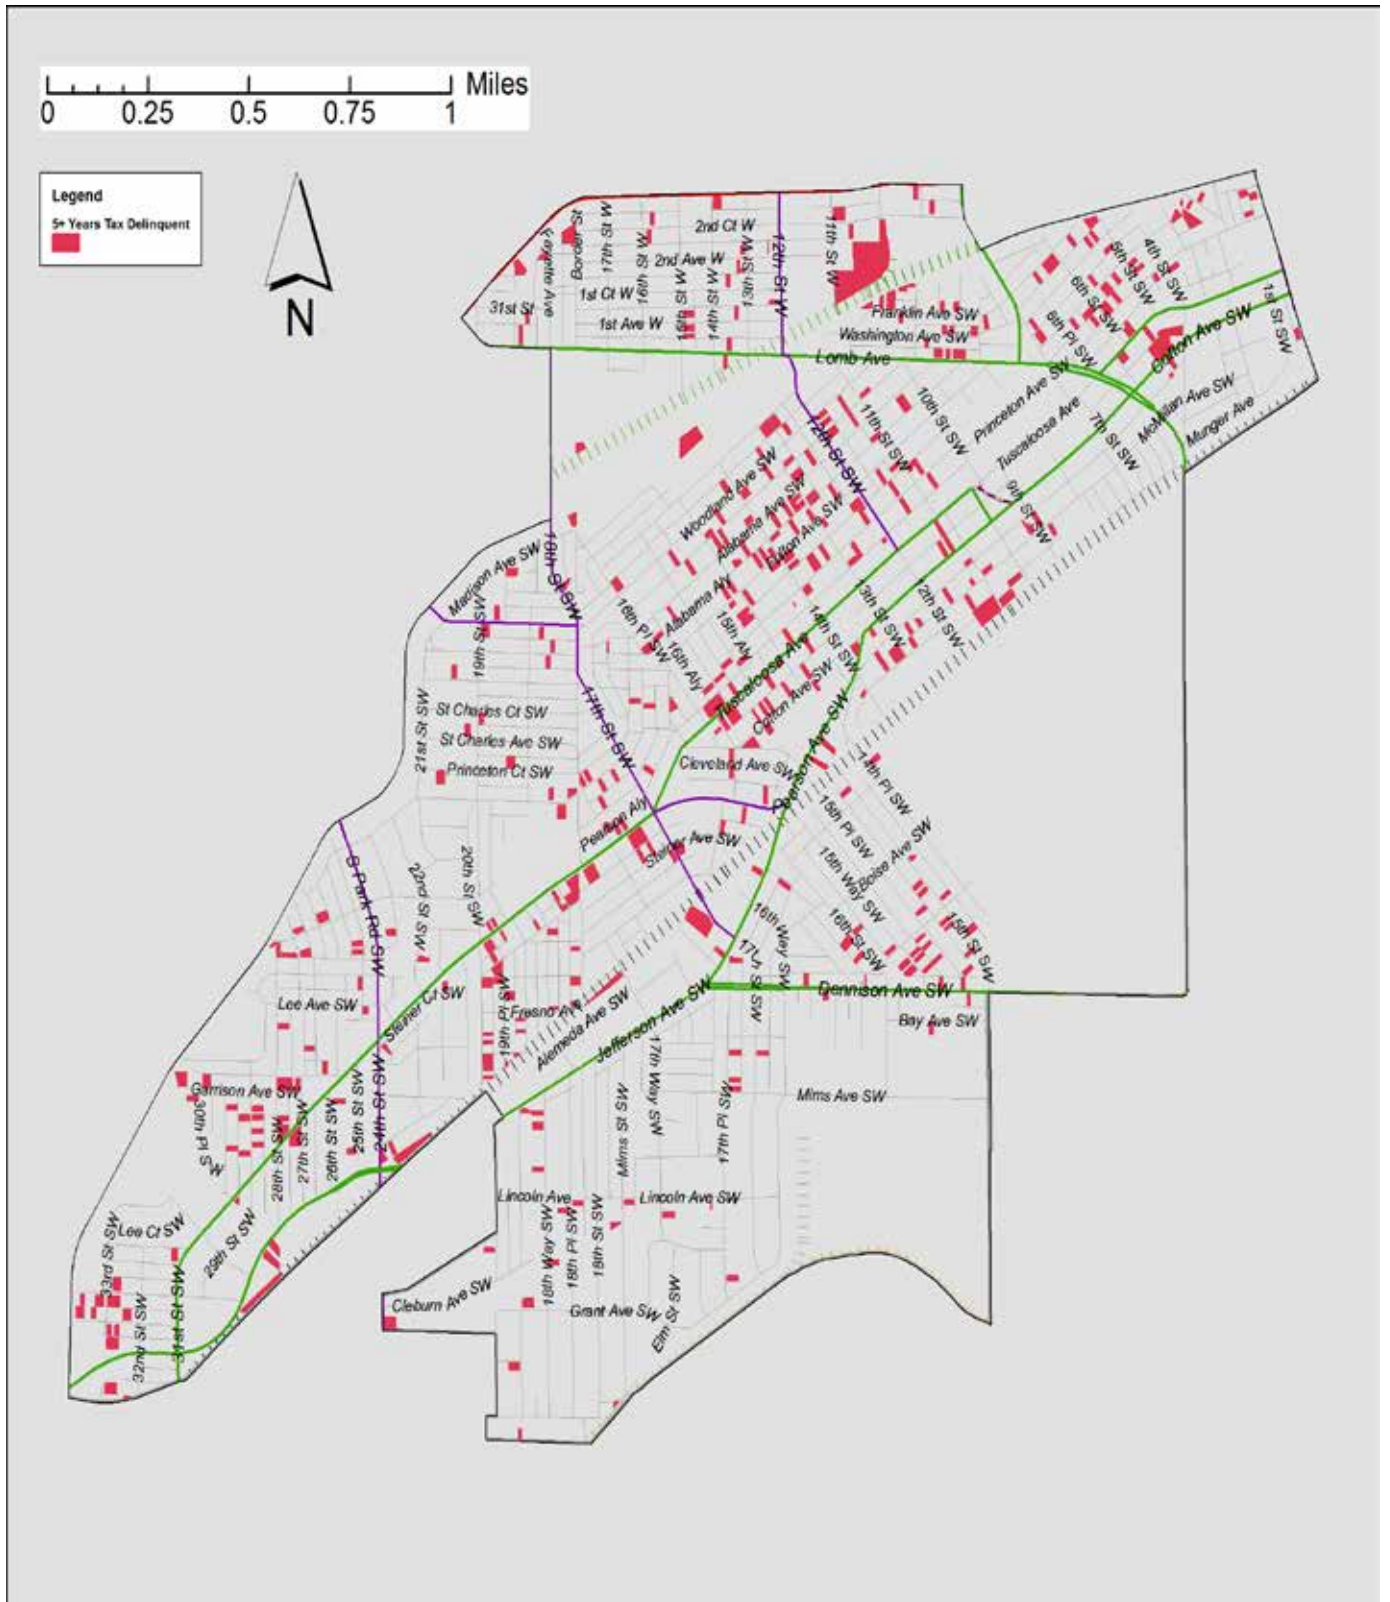 Miles
0 0.25 0.5 0.75 1
Legend
5+ Years Tax Delinquent
N
Fayette Ave
Border St
17th St W
16th St W
2nd Ct W
2nd Ave W
15th St W
14th St W
13th St W
12th St W
11th St W
1st Ct W
31st St
1st Ave W
Franklin Ave SW
Washington Ave SW
Lomb Ave
4th St SW
5th St SW
6th St SW
6th Pl SW
1st St SW
Cotton Ave SW
Princeton Ave SW
Tuscaloosa Ave
McMillan Ave SW
Munger Ave
7th St SW
9th St SW
10th St SW
11th St SW
12th St SW
Woodland Ave SW
Alabama Ave SW
Fulton Ave SW
Alabama Aly
Madison Ave SW
18th St SW
19th St SW
16th Pl SW
16th Aly
15th Aly
14th St SW
13th St SW
12th St SW
Tuscaloosa Ave
Cotton Ave SW
17th St SW
21st St SW
St Charles Ct SW
St Charles Ave SW
Princeton Ct SW
Cleveland Ave SW
Pearson Ave SW
Pearson Aly
Steiner Ave SW
14th Pl SW
15th Pl SW
Boise Ave SW
15th Way SW
16th St SW
15th St SW
16th Way SW
17th St SW
S Park Rd SW
22nd St SW
20th St SW
Lee Ave SW
Steiner Ct SW
19th Pl SW
Fresno Ave
Alameda Ave SW
Jefferson Ave SW
Dennison Ave SW
Bay Ave SW
Garrison Ave SW
30th Pl SW
28th St SW
27th St SW
26th St SW
25th St SW
24th St SW
Mims St SW
17th Way SW
17th Pl SW
Mims Ave SW
Lincoln Ave
Lincoln Ave SW
Lee Ct SW
29th St SW
33rd St SW
32nd St SW
31st St SW
18th Way SW
18th Pl SW
18th St SW
Cleburn Ave SW
Grant Ave SW
Elm St SW